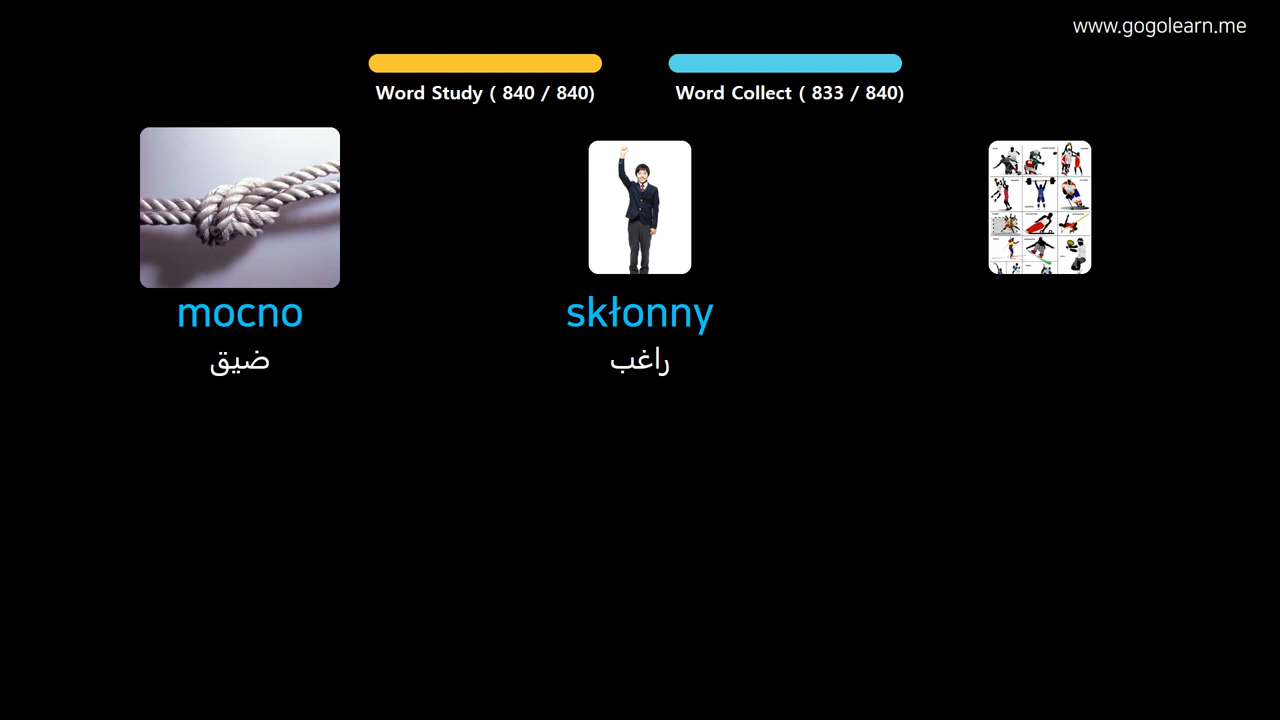 www.gogolearn.me
Word Study ( 840 / 840)
Word Collect ( 833 / 840)
mocno
skłonny
ضيق
راغب